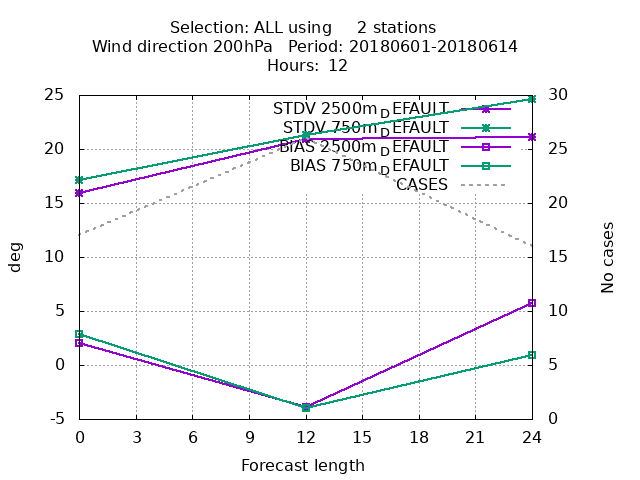 Selection: ALL using     2 stations
Wind direction 200hPa   Period: 20180601-20180614
Hours: 12
25
20
15
10
5
0
-5
deg
STDV 2500m_DEFAULT
STDV 750m_DEFAULT
BIAS 2500m_DEFAULT
BIAS 750m_DEFAULT
CASES
30
25
20
15
10
5
0
No cases
0 3 6 9 12 15 18 21 24
Forecast length